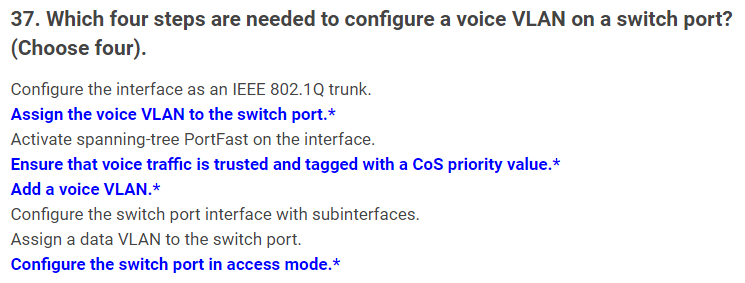 37. Which four steps are needed to configure a voice VLAN on a switch port?
(Choose four).
Configure the interface as an IEEE 802.1Q trunk.
Assign the voice VLAN to the switch port.*
Activate spanning-tree PortFast on the interface.
Ensure that voice traffic is trusted and tagged with a CoS priority value.*
Add a voice VLAN.*
Configure the switch port interface with subinterfaces.
Assign a data VLAN to the switch port.
Configure the switch port in access mode.*